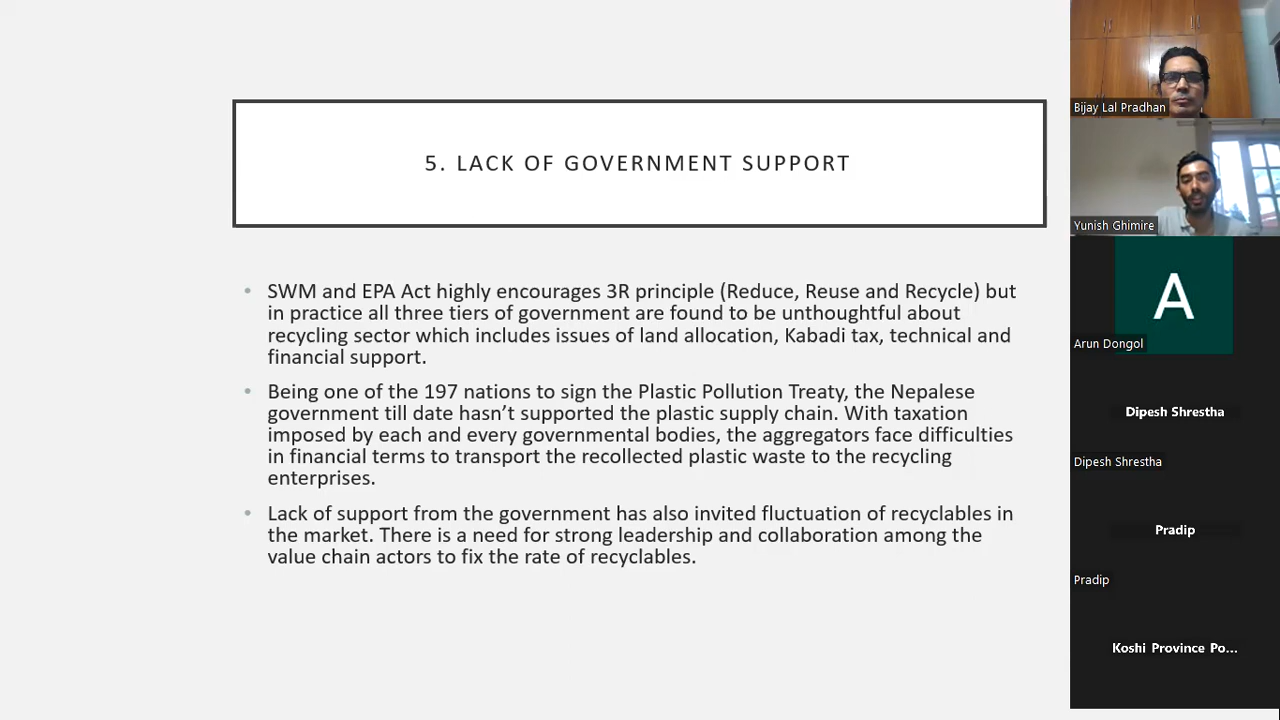 5. LACK OF GOVERNMENT SUPPORT
• SWM and EPA Act highly encourages 3R principle (Reduce, Reuse and Recycle) but
in practice all three tiers of government are found to be unthoughtful about
recycling sector which includes issues of land allocation, Kabadi tax, technical and
financial support.
• Being one of the 197 nations to sign the Plastic Pollution Treaty, the Nepalese
government till date hasn’t supported the plastic supply chain. With taxation
imposed by each and every governmental bodies, the aggregators face difficulties
in financial terms to transport the recollected plastic waste to the recycling
enterprises.
• Lack of support from the government has also invited fluctuation of recyclables in
the market. There is a need for strong leadership and collaboration among the
value chain actors to fix the rate of recyclables.
Bijay Lal Pradhan
Yunish Ghimire
A
Arun Dongol
Dipesh Shrestha
Dipesh Shrestha
Pradip
Pradip
Koshi Province Po...